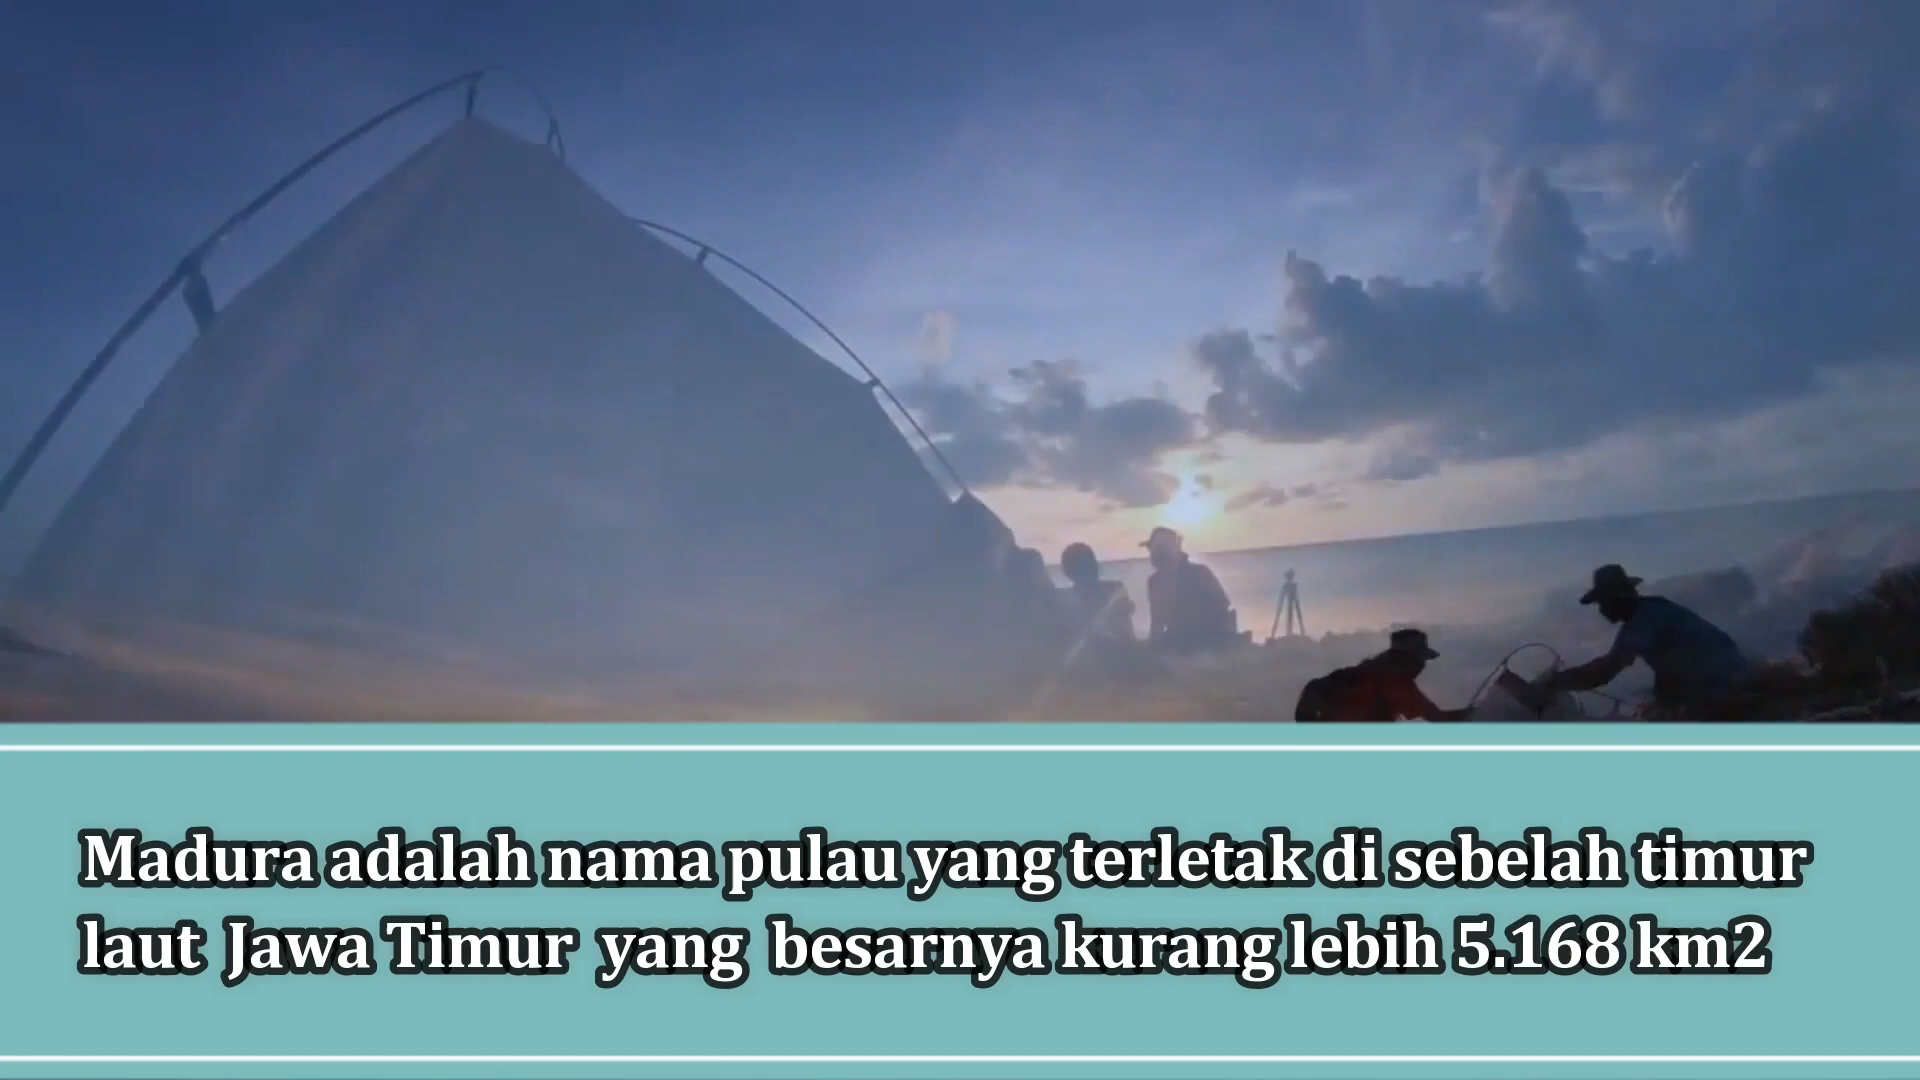 Madura adalah nama pulau yang terletak di sebelah timur
laut Jawa Timur yang besarnya kurang lebih 5.168 km2